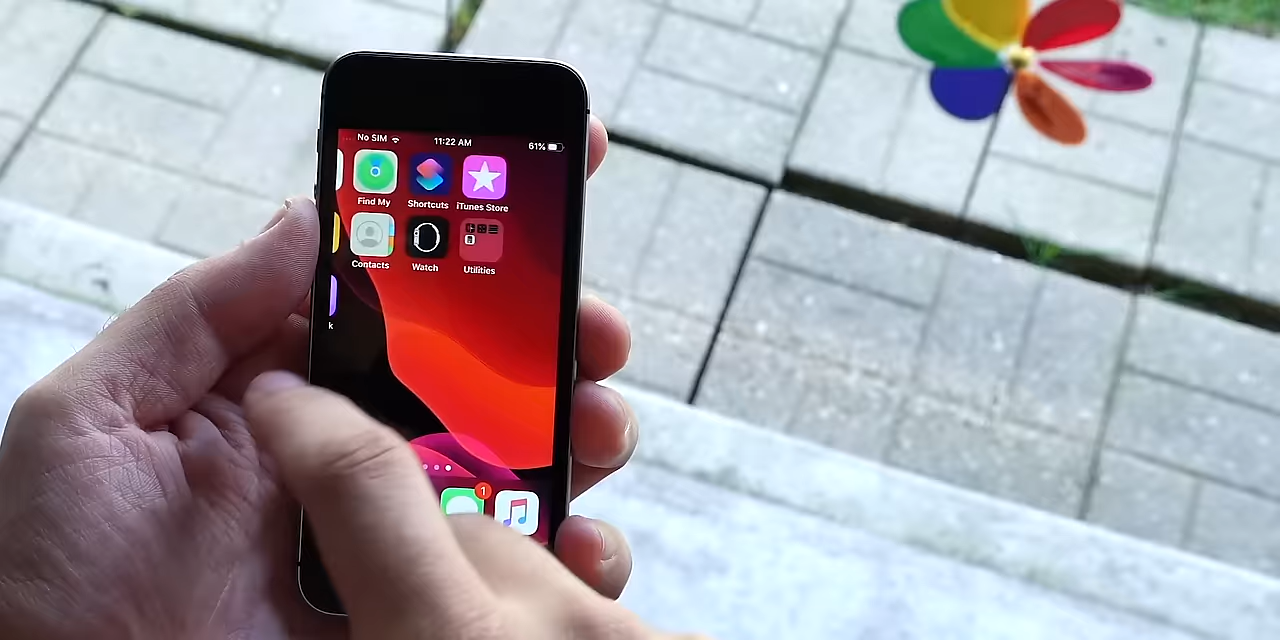 No SIM 11:22 AM 61%
Find My Shortcuts iTunes Store
Contacts Watch Utilities
k
1